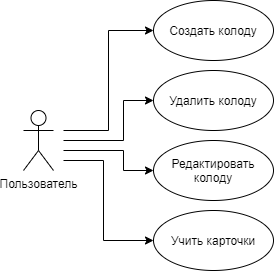 Создать колоду
Удалить колоду
Редактировать
колоду
Пользователь
Учить карточки